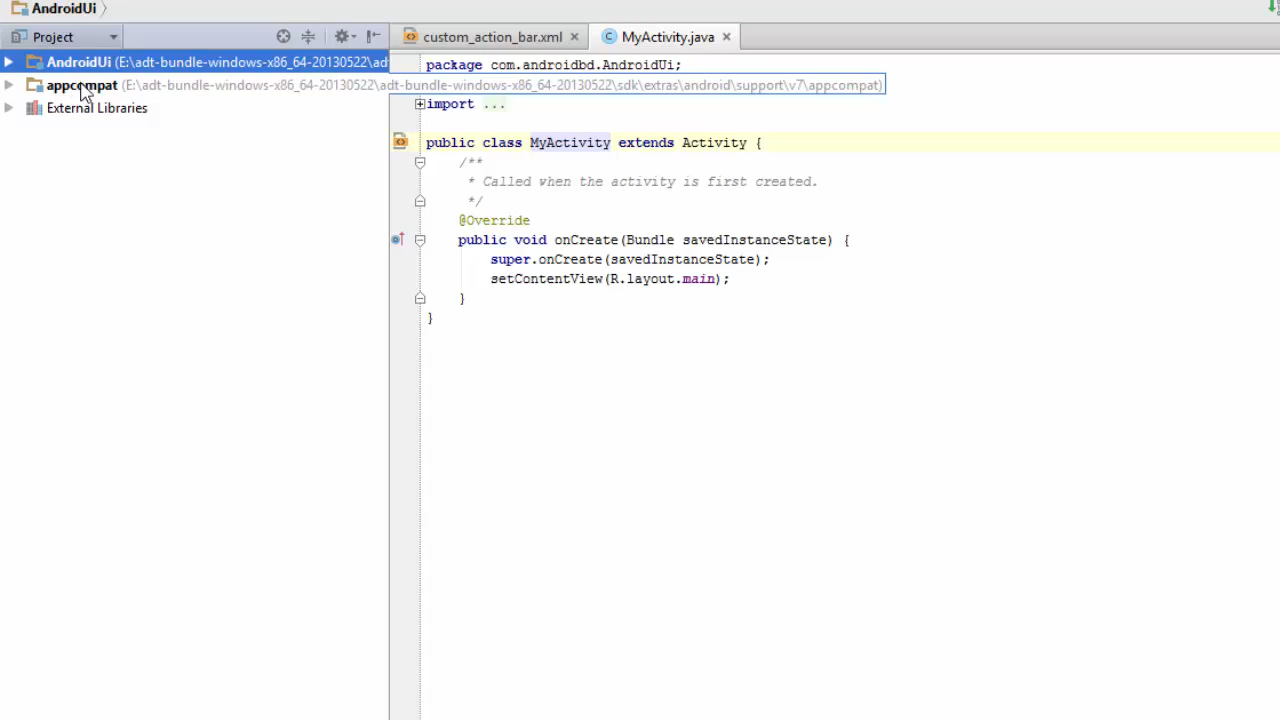 AndroidUi
Project
custom_action_bar.xml
MyActivity.java
AndroidUi (E:\adt-bundle-windows-x86_64-20130522\ad
appcompat (E:\adt-bundle-windows-x86_64-20130522\adt-bundle-windows-x86_64-20130522\sdk\extras\android\support\v7\appcompat)
External Libraries
package com.androidbd.AndroidUi;
import ...
public class MyActivity extends Activity {
/**
* Called when the activity is first created.
*/
@Override
public void onCreate(Bundle savedInstanceState) {
super.onCreate(savedInstanceState);
setContentView(R.layout.main);
}
}